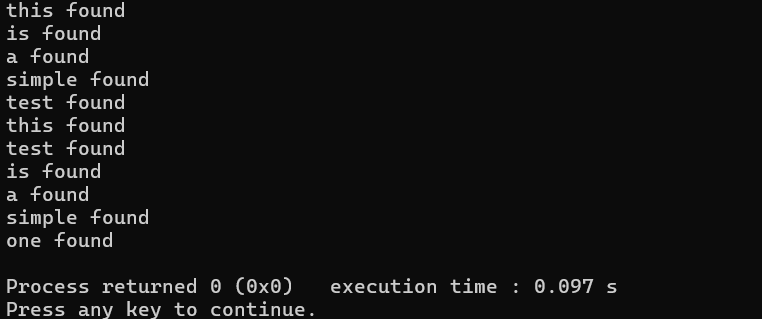 this found
is found
a found
simple found
test found
this found
test found
is found
a found
simple found
one found
Process returned 0 (0x0)   execution time : 0.097 s
Press any key to continue.